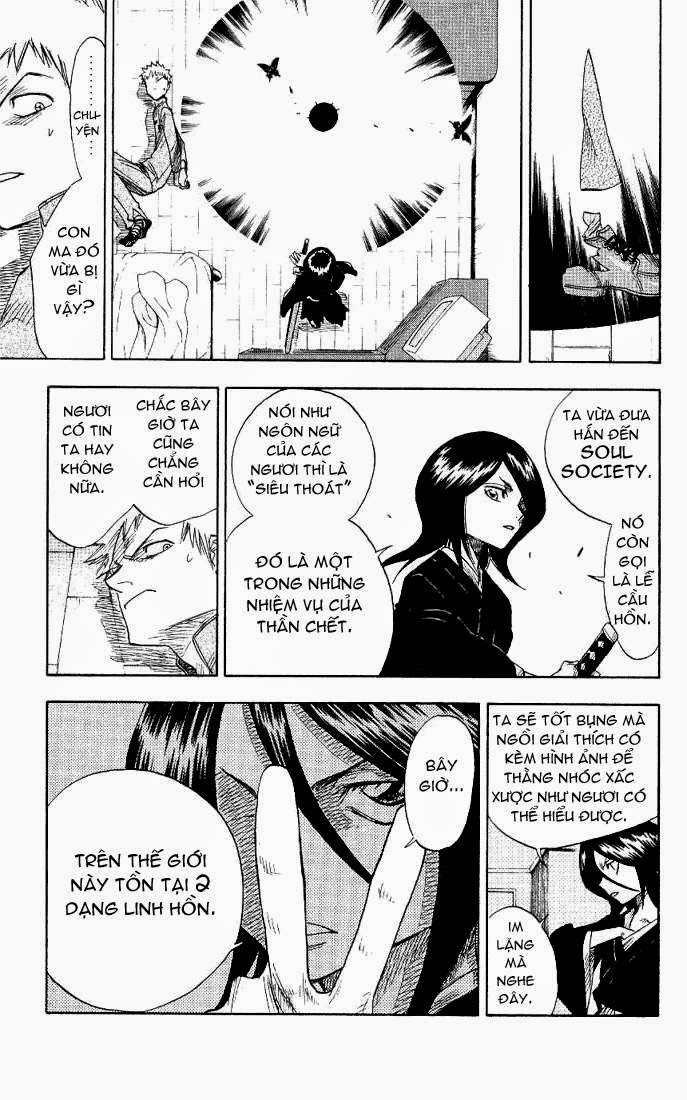 ........
CHU-
YỆN
........
CON
MA ĐÓ
VỪA BỊ
GÌ
VẬY?
TA VỪA ĐƯA
HẮN ĐẾN
SOUL
SOCIETY.
NÓ
CÒN
GỌI
LÀ LỄ
CẦU
HỒN.
NÓI NHƯ
NGÔN NGỮ
CỦA CÁC
NGƯƠI THÌ LÀ
"SIÊU THOÁT"
ĐÓ LÀ MỘT
TRONG NHỮNG
NHIỆM VỤ CỦA
THẦN CHẾT.
CHẮC BÂY
GIỜ TA
CŨNG
CHẲNG
CẦN HỎI
NGƯƠI
CÓ TIN
TA HAY
KHÔNG
NỮA.
TA SẼ TỐT BỤNG MÀ
NGỒI GIẢI THÍCH CÓ
KÈM HÌNH ẢNH ĐỂ
THẰNG NHÓC XẤC
XƯỢC NHƯ NGƯƠI CÓ
THỂ HIỂU ĐƯỢC.
IM
LẶNG
MÀ
NGHE
ĐÂY.
BÂY
GIỜ...
TRÊN THẾ GIỚI
NÀY TỒN TẠI 2
DẠNG LINH HỒN.